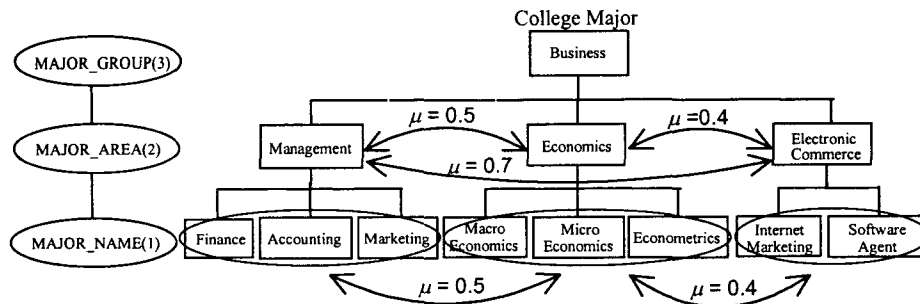 College Major
Business
MAJOR_GROUP(3)
μ = 0.5
μ = 0.4
MAJOR_AREA(2)
Management
Economics
Electronic
Commerce
μ = 0.7
MAJOR_NAME(1)
Finance
Accounting
Marketing
Macro
Economics
Micro
Economics
Econometrics
Internet
Marketing
Software
Agent
μ = 0.5
μ = 0.4